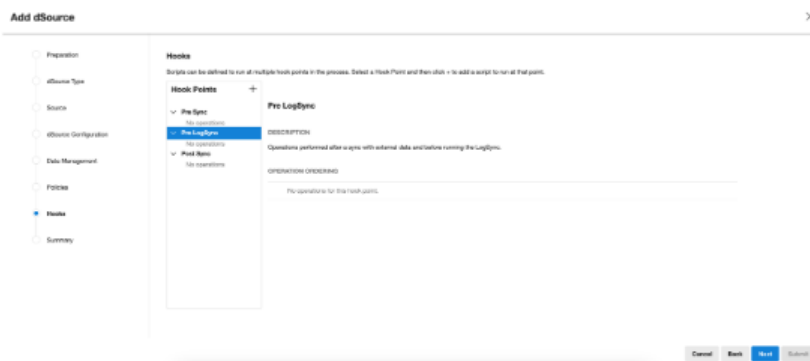 Add dSource
Preparation
dSource Type
Source
dSource Configuration
Data Management
Policies
Hooks
Summary
Hooks
Scripts can be defined to run at multiple hook points in the process. Select a Hook Point and then click + to add a script to run at that point.
Hook Points +
Pre Sync
No operations
Pre LogSync
No operations
Post Sync
No operations
Pre LogSync
DESCRIPTION
Operations performed after a sync with external data and before running the LogSync.
OPERATION ORDERING
No operations for this hook point.
Cancel Back Next Submit